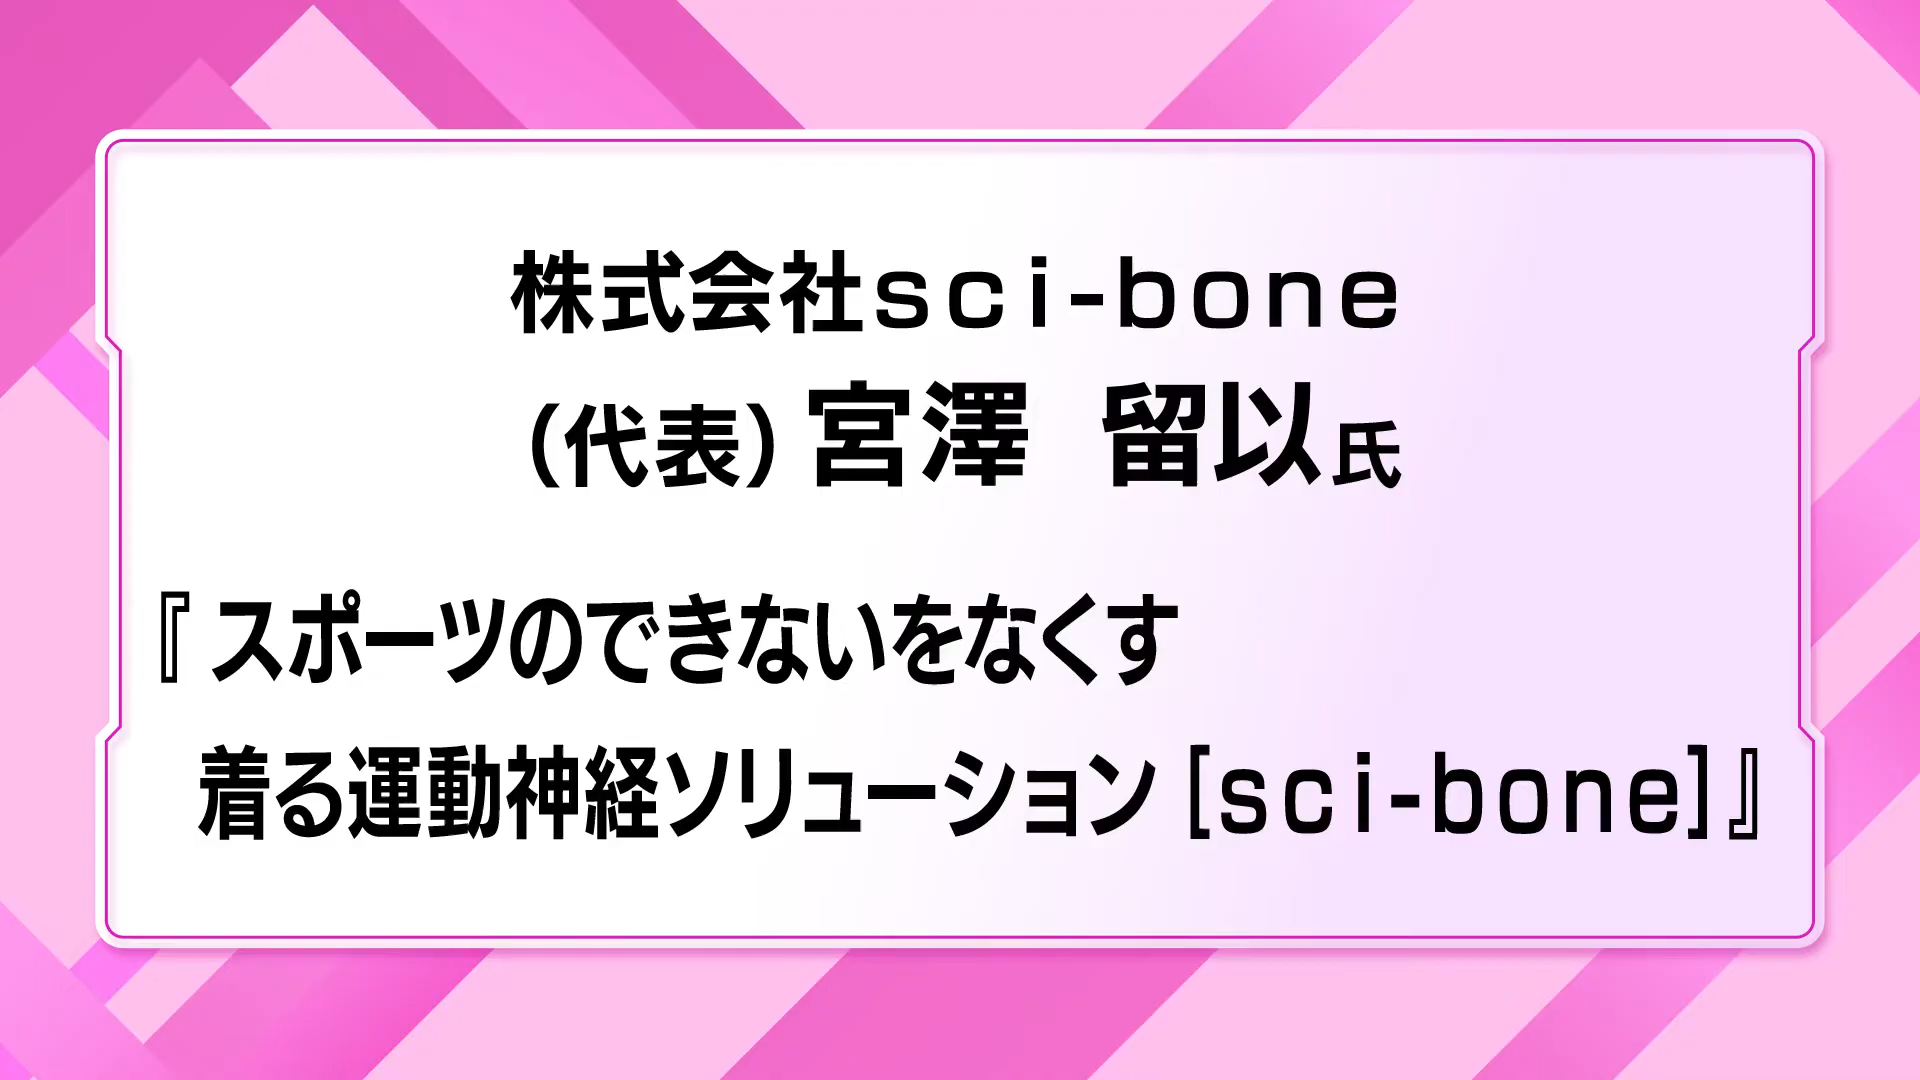 株式会社sci-bone
（代表）宮澤 留以氏
『スポーツのできないをなくす
着る運動神経ソリューション[sci-bone]』